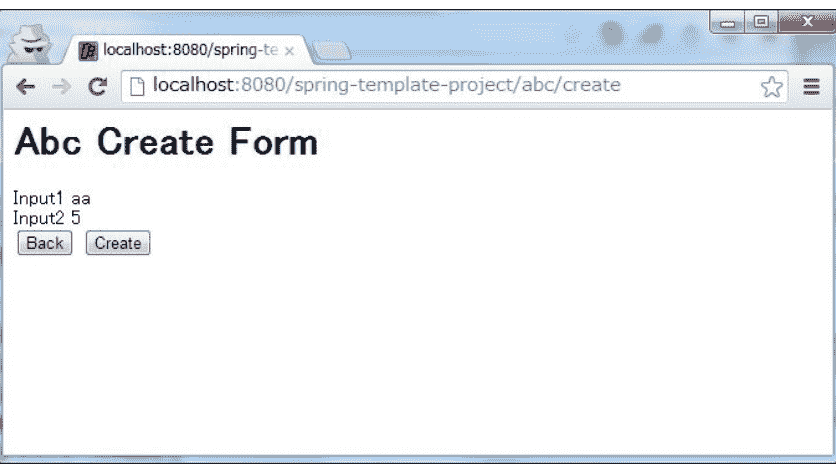 localhost:8080/spring-te
localhost:8080/spring-template-project/abc/create
Abc Create Form
Input1 aa
Input2 5
Back Create